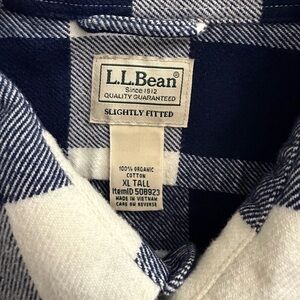 L.L.Bean®
Since 1912
QUALITY GUARANTEED
SLIGHTLY FITTED
100% ORGANIC
COTTON
XL TALL
ItemID 508923
MADE IN VIETNAM
CARE ON REVERSE